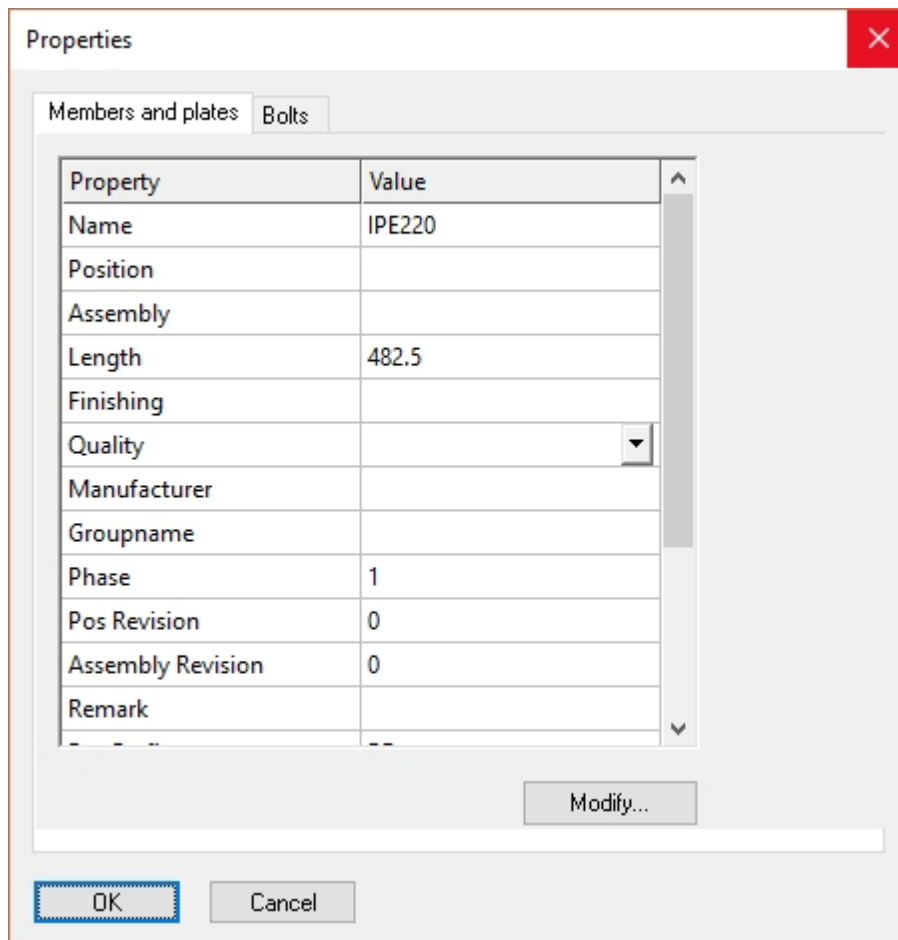 Properties
Members and plates Bolts
Property Value
Name IPE220
Position
Assembly
Length 482.5
Finishing
Quality
Manufacturer
Groupname
Phase 1
Pos Revision 0
Assembly Revision 0
Remark
Modify...
OK Cancel